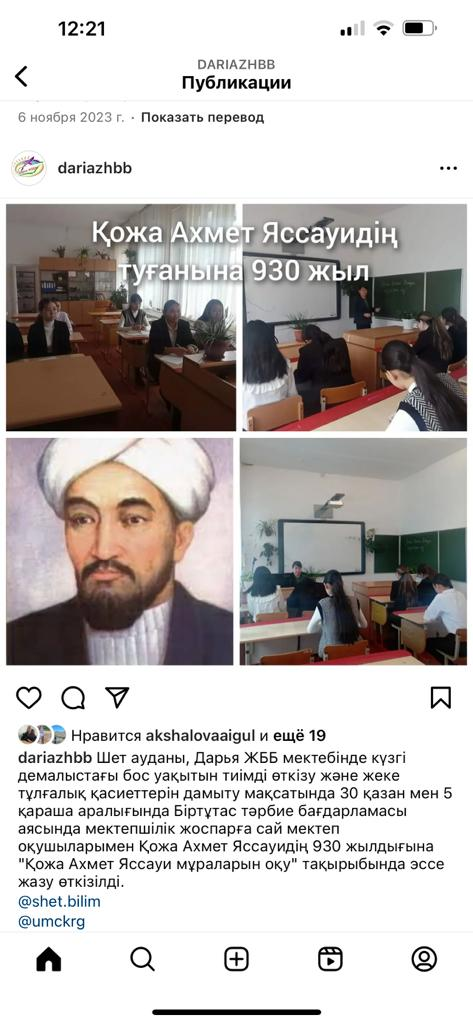 12:21
DARIAZHBB
Публикации
6 ноября 2023 г. · Показать перевод
dariazhbb
Қожа Ахмет Яссауидің
туғанына 930 жыл
Нравится akshalovaaigul и ещё 19
dariazhbb Шет ауданы, Дарья ЖББ мектебінде күзгі
демалыстағы бос уақытын тиімді өткізу және жеке
тұлғалық қасиеттерін дамыту мақсатында 30 қазан мен 5
қараша аралығында Біртұтас тәрбие бағдарламасы
аясында мектепшілік жоспарға сай мектеп
оқушыларымен Қожа Ахмет Яссауидің 930 жылдығына
"Қожа Ахмет Яссауи мұраларын оқу" тақырыбында эссе
жазу өткізілді.
@shet.bilim
@umckrg